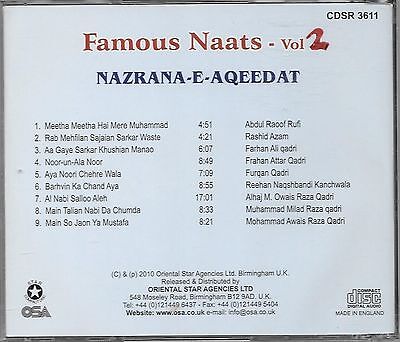 CDSR 3611
Famous Naats - Vol 2
NAZRANA-E-AQEEDAT
1. Meetha Meetha Hai Mere Muhammad 4:51 Abdul Raoof Rufi
2. Rab Mehfilan Sajaian Sarkar Waste 4:21 Rashid Azam
3. Aa Gaye Sarkar Khushian Manao 6:07 Farhan Ali qadri
4. Noor-un-Ala Noor 8:49 Frahan Attar Qadri
5. Aya Noori Chehre Wala 7:09 Furqan Qadri
6. Barhvin Ka Chand Aya 8:55 Reehan Naqshbandi Kanchwala
7. Al Nabi Salloo Aleh 17:01 Alhaj M. Owais Raza Qadri
8. Main Talian Nabi Da Chumda 8:33 Muhammad Milad Raza qadri
9. Main So Jaon Ya Mustafa 8:21 Mohammad Awais Raza Qadri
(C) & (p) 2010 Oriental Star Agencies Ltd. Birmingham U.K.
Released & Distributed by
ORIENTAL STAR AGENCIES LTD
548 Moseley Road, Birmingham B12 9AD. U.K.
Tel: +44 (0)121449 6437 - Fax: +44 (0)121449 5404
Website: www.osa.co.uk e-mail: info@osa.co.uk
STAR
OSA
COMPACT
disc
DIGITAL AUDIO
MADE IN ENGLAND